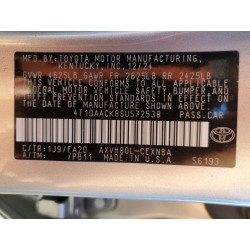 TOYOTA MOTOR MANUFACTURING,
KENTUCKY, INC. 12/24
GVWR 4625LB GAWR FR 2625LB RR 2425LB
THIS VEHICLE CONFORMS TO ALL APPLICABLE
FEDERAL MOTOR VEHICLE SAFETY, BUMPER AND
THEFT PREVENTION STANDARDS IN EFFECT ON
THE DATE OF MANUFACTURE SHOWN ABOVE.
4T1DAACK8SU572538 PASS.CAR
C/TR:1J9/FA20 AXVH80L-CEXNBA
A/TM: /PB11 MADE IN U.S.A. 56193